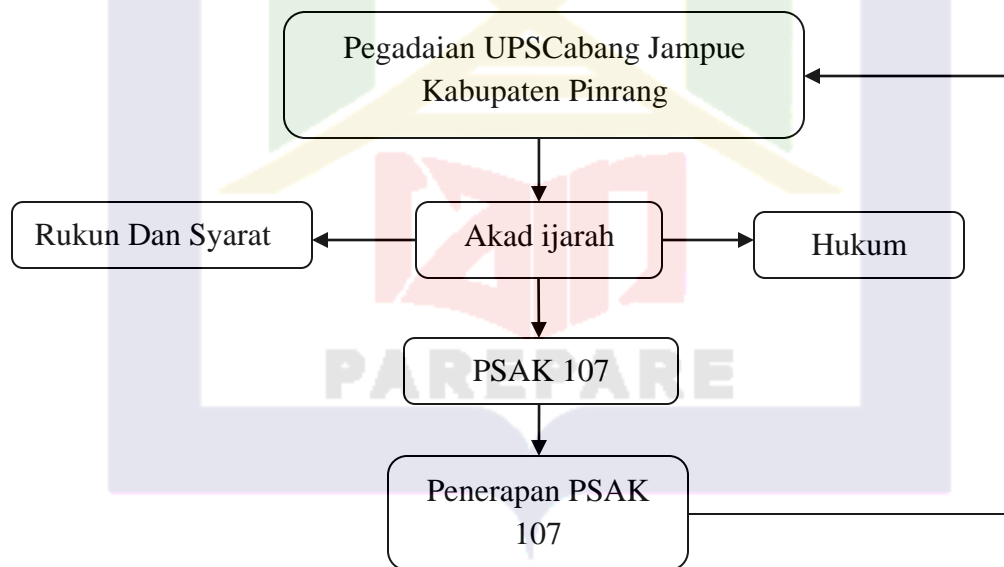 Pegadaian UPSCabang Jampue
Kabupaten Pinrang
Rukun Dan Syarat
Akad ijarah
Hukum
PSAK 107
PAREPARE
Penerapan PSAK
107